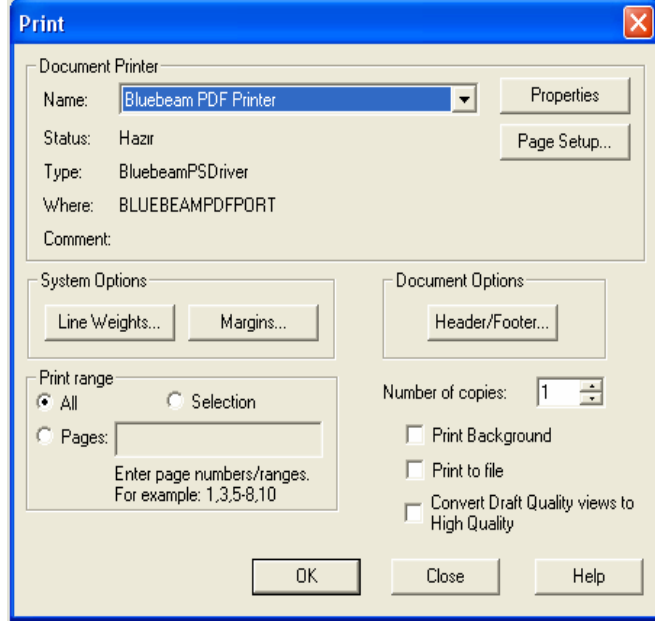 Print
Document Printer
Name: Bluebeam PDF Printer Properties
Status: Hazır Page Setup...
Type: BluebeamPSDriver
Where: BLUEBEAMPDFPORT
Comment:
System Options
Line Weights... Margins...
Document Options
Header/Footer...
Print range
All Selection
Pages:
Enter page numbers/ranges.
For example: 1,3,5-8,10
Number of copies: 1
Print Background
Print to file
Convert Draft Quality views to
High Quality
OK Close Help